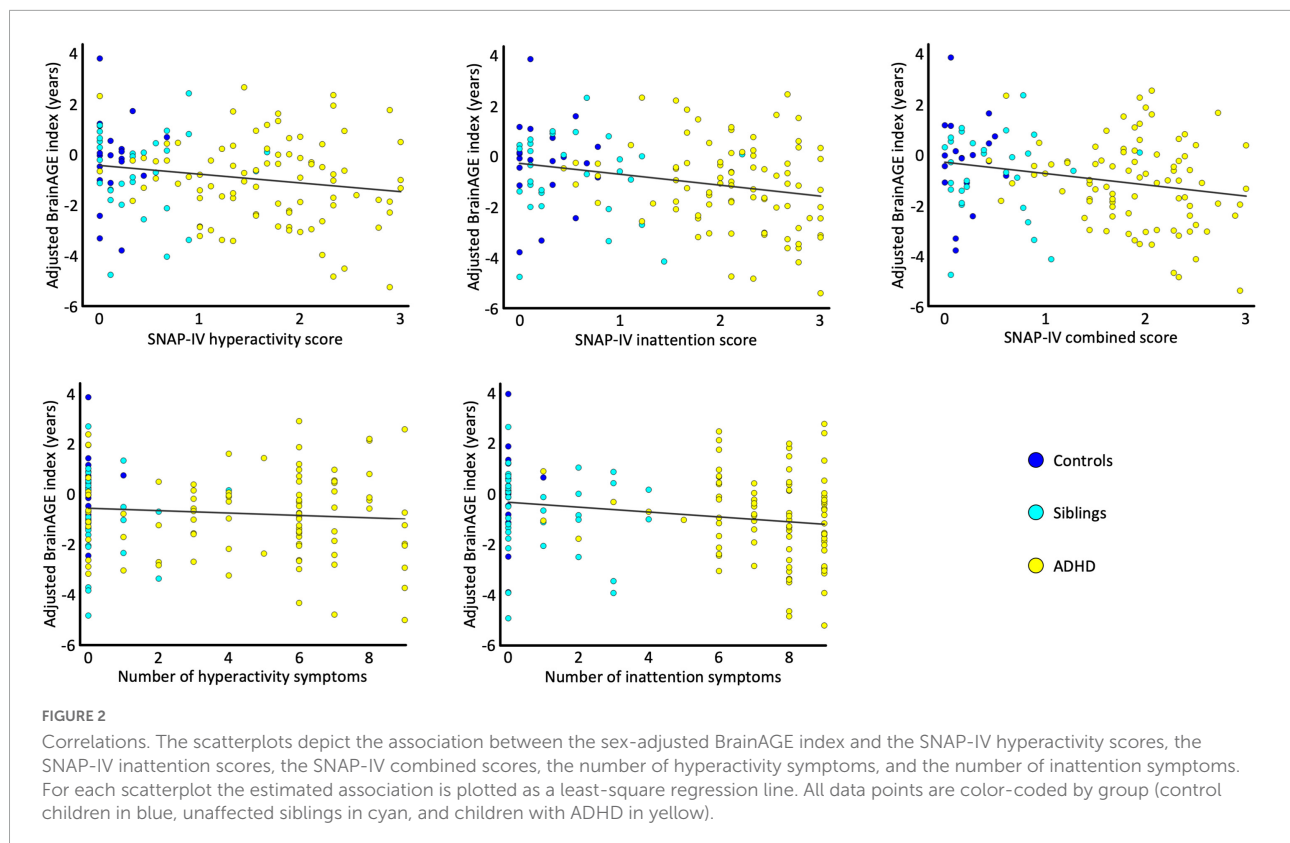 Adjusted BrainAGE index (years)
4
2
0
-2
-4
-6
0 1 2 3
SNAP-IV hyperactivity score
Adjusted BrainAGE index (years)
4
2
0
-2
-4
-6
0 1 2 3
SNAP-IV inattention score
Adjusted BrainAGE index (years)
4
2
0
-2
-4
-6
0 1 2 3
SNAP-IV combined score
Adjusted BrainAGE index (years)
4
2
0
-2
-4
-6
0 2 4 6 8
Number of hyperactivity symptoms
Adjusted BrainAGE index (years)
4
2
0
-2
-4
-6
0 2 4 6 8
Number of inattention symptoms
Controls
Siblings
ADHD
FIGURE 2
Correlations. The scatterplots depict the association between the sex-adjusted BrainAGE index and the SNAP-IV hyperactivity scores, the
SNAP-IV inattention scores, the SNAP-IV combined scores, the number of hyperactivity symptoms, and the number of inattention symptoms.
For each scatterplot the estimated association is plotted as a least-square regression line. All data points are color-coded by group (control
children in blue, unaffected siblings in cyan, and children with ADHD in yellow).